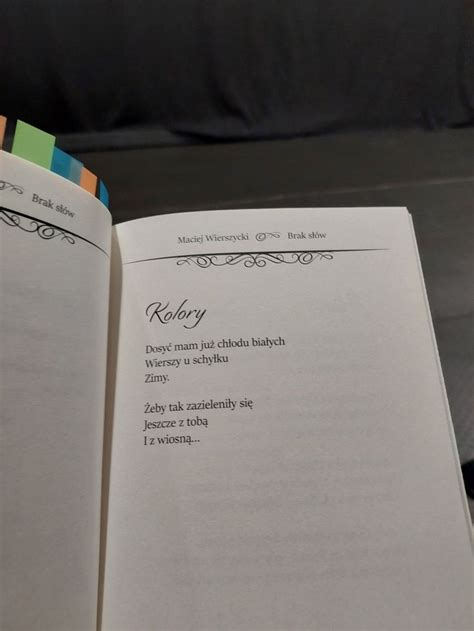 Brak słów
Maciej Wierszycki Brak słów
Kolory
Dosyć mam już chłodu białych
Wierszy u schyłku
Zimy.
Żeby tak zazieleniły się
Jeszcze z tobą
I z wiosną...